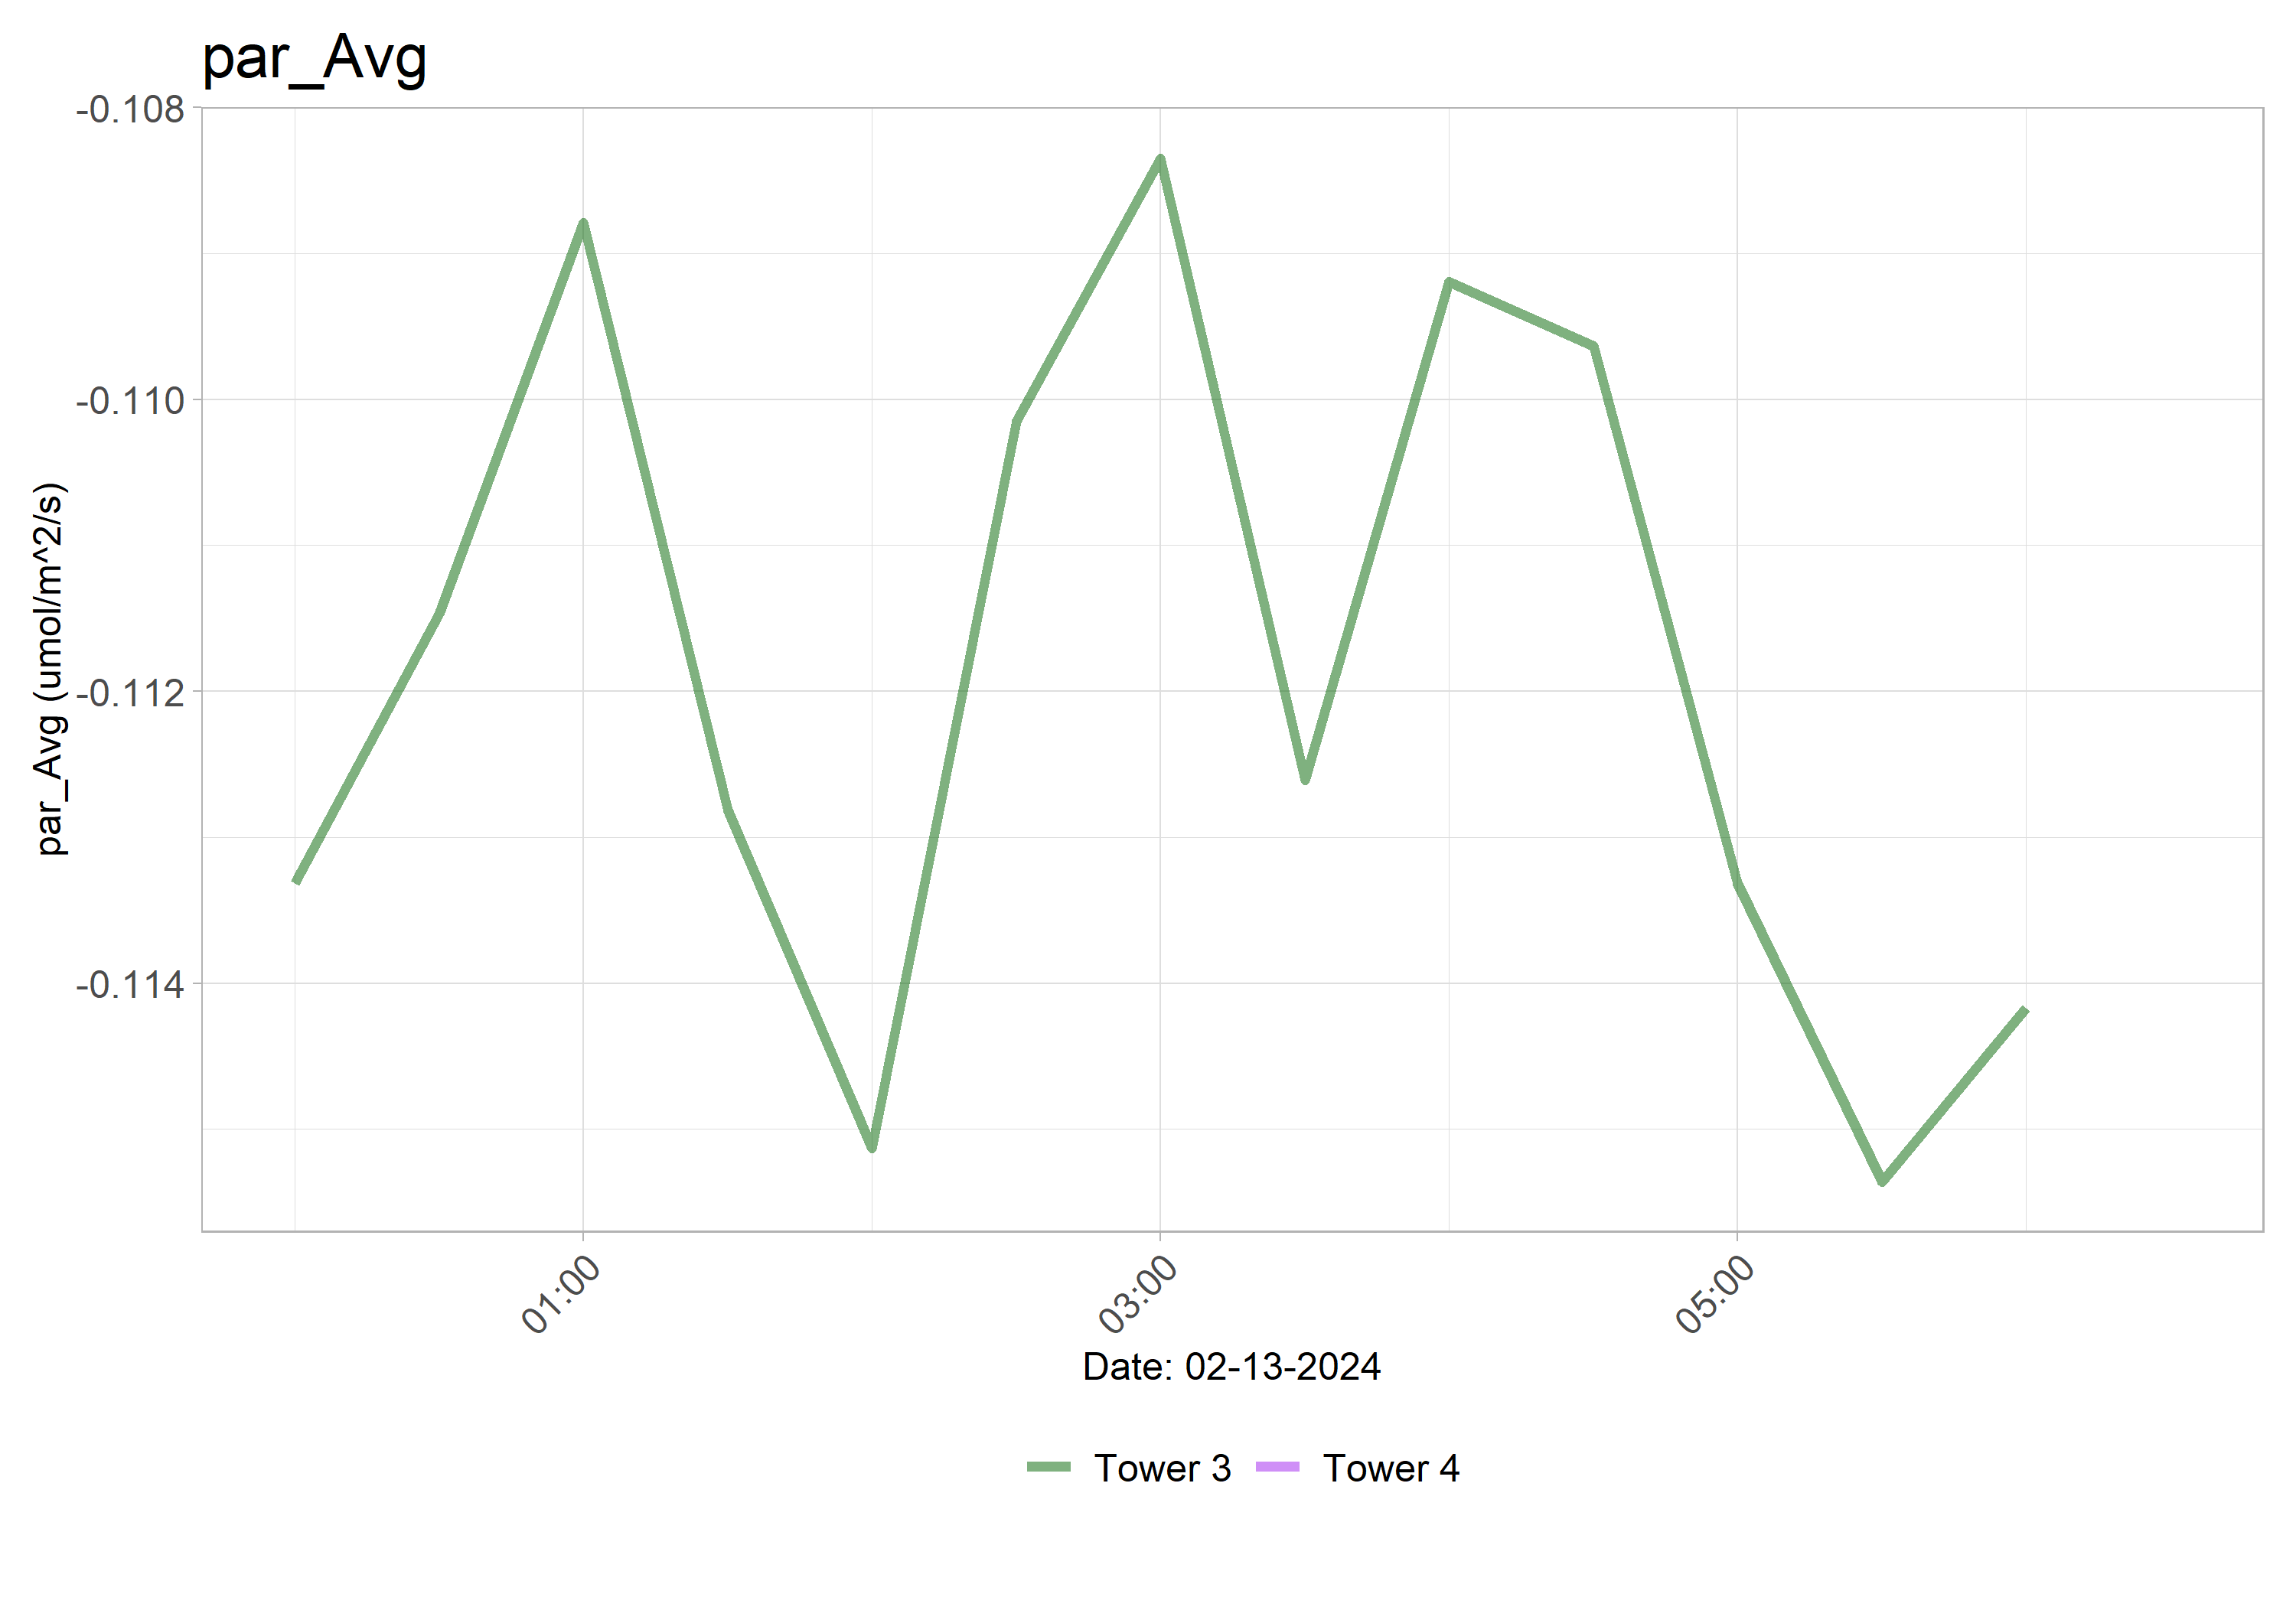 par_Avg
-0.108
-0.110
-0.112
-0.114
par_Avg (umol/m^2/s)
01:00
03:00
05:00
Date: 02-13-2024
Tower 3
Tower 4